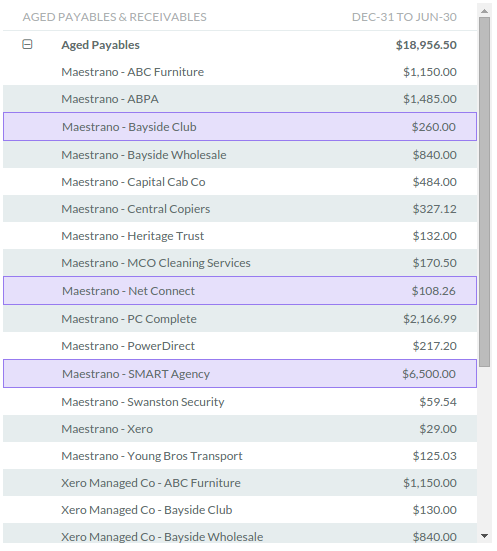 AGED PAYABLES & RECEIVABLES DEC-31 TO JUN-30
Aged Payables $18,956.50
Maestrano - ABC Furniture $1,150.00
Maestrano - ABPA $1,485.00
Maestrano - Bayside Club $260.00
Maestrano - Bayside Wholesale $840.00
Maestrano - Capital Cab Co $484.00
Maestrano - Central Copiers $327.12
Maestrano - Heritage Trust $132.00
Maestrano - MCO Cleaning Services $170.50
Maestrano - Net Connect $108.26
Maestrano - PC Complete $2,166.99
Maestrano - PowerDirect $217.20
Maestrano - SMART Agency $6,500.00
Maestrano - Swanston Security $59.54
Maestrano - Xero $29.00
Maestrano - Young Bros Transport $125.03
Xero Managed Co - ABC Furniture $1,150.00
Xero Managed Co - Bayside Club $130.00
Xero Managed Co - Bayside Wholesale $840.00